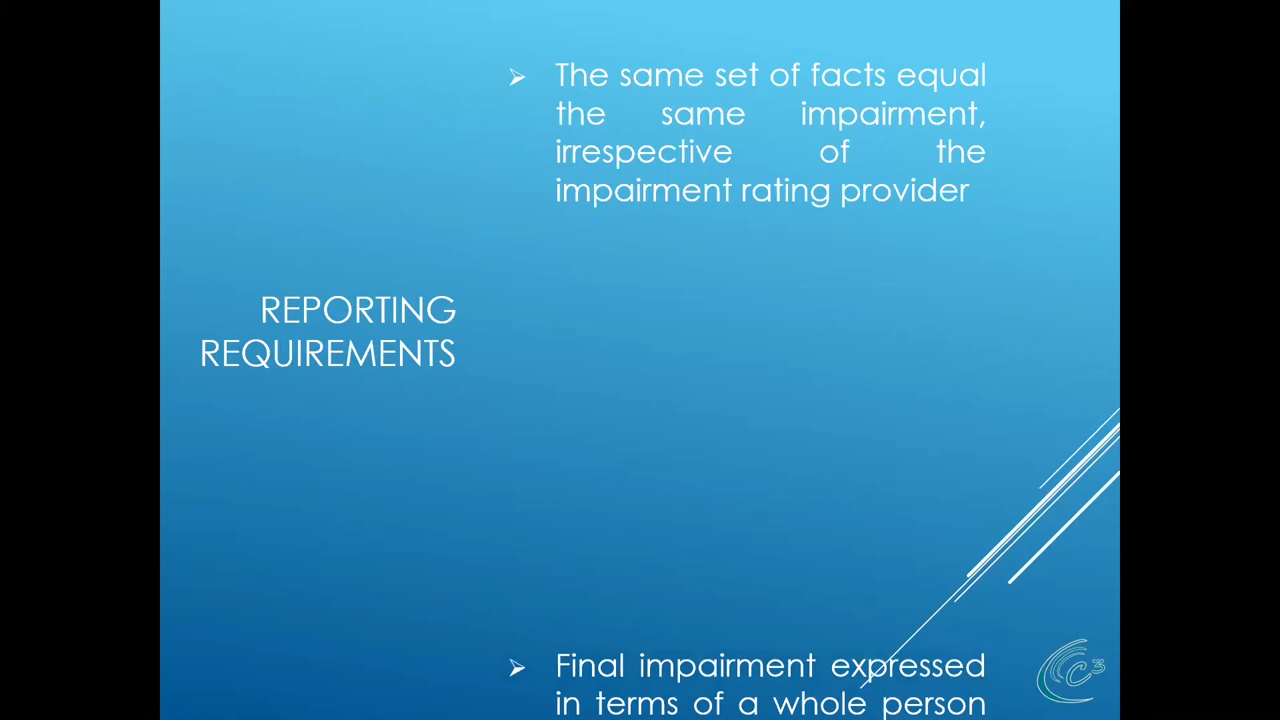 ➢ The same set of facts equal
the same impairment,
irrespective of the
impairment rating provider
REPORTING
REQUIREMENTS
➢ Final impairment expressed
in terms of a whole person
C3